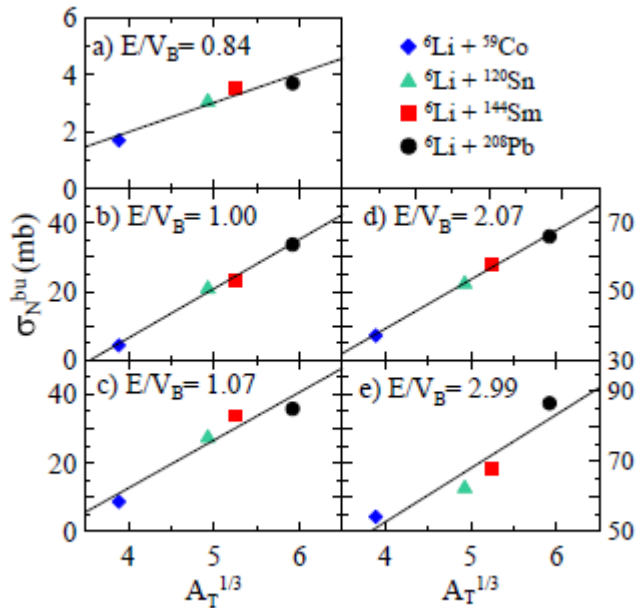 a) E/V_B = 0.84
6
4
2
0
⁶Li + ⁵⁹Co
⁶Li + ¹²⁰Sn
⁶Li + ¹⁴⁴Sm
⁶Li + ²⁰⁸Pb
σ_N^bu (mb)
b) E/V_B= 1.00
40
20
0
d) E/V_B= 2.07
70
50
30
c) E/V_B= 1.07
40
20
0
e) E/V_B= 2.99
90
70
50
4 5 6
4 5 6
A_T^1/3
A_T^1/3